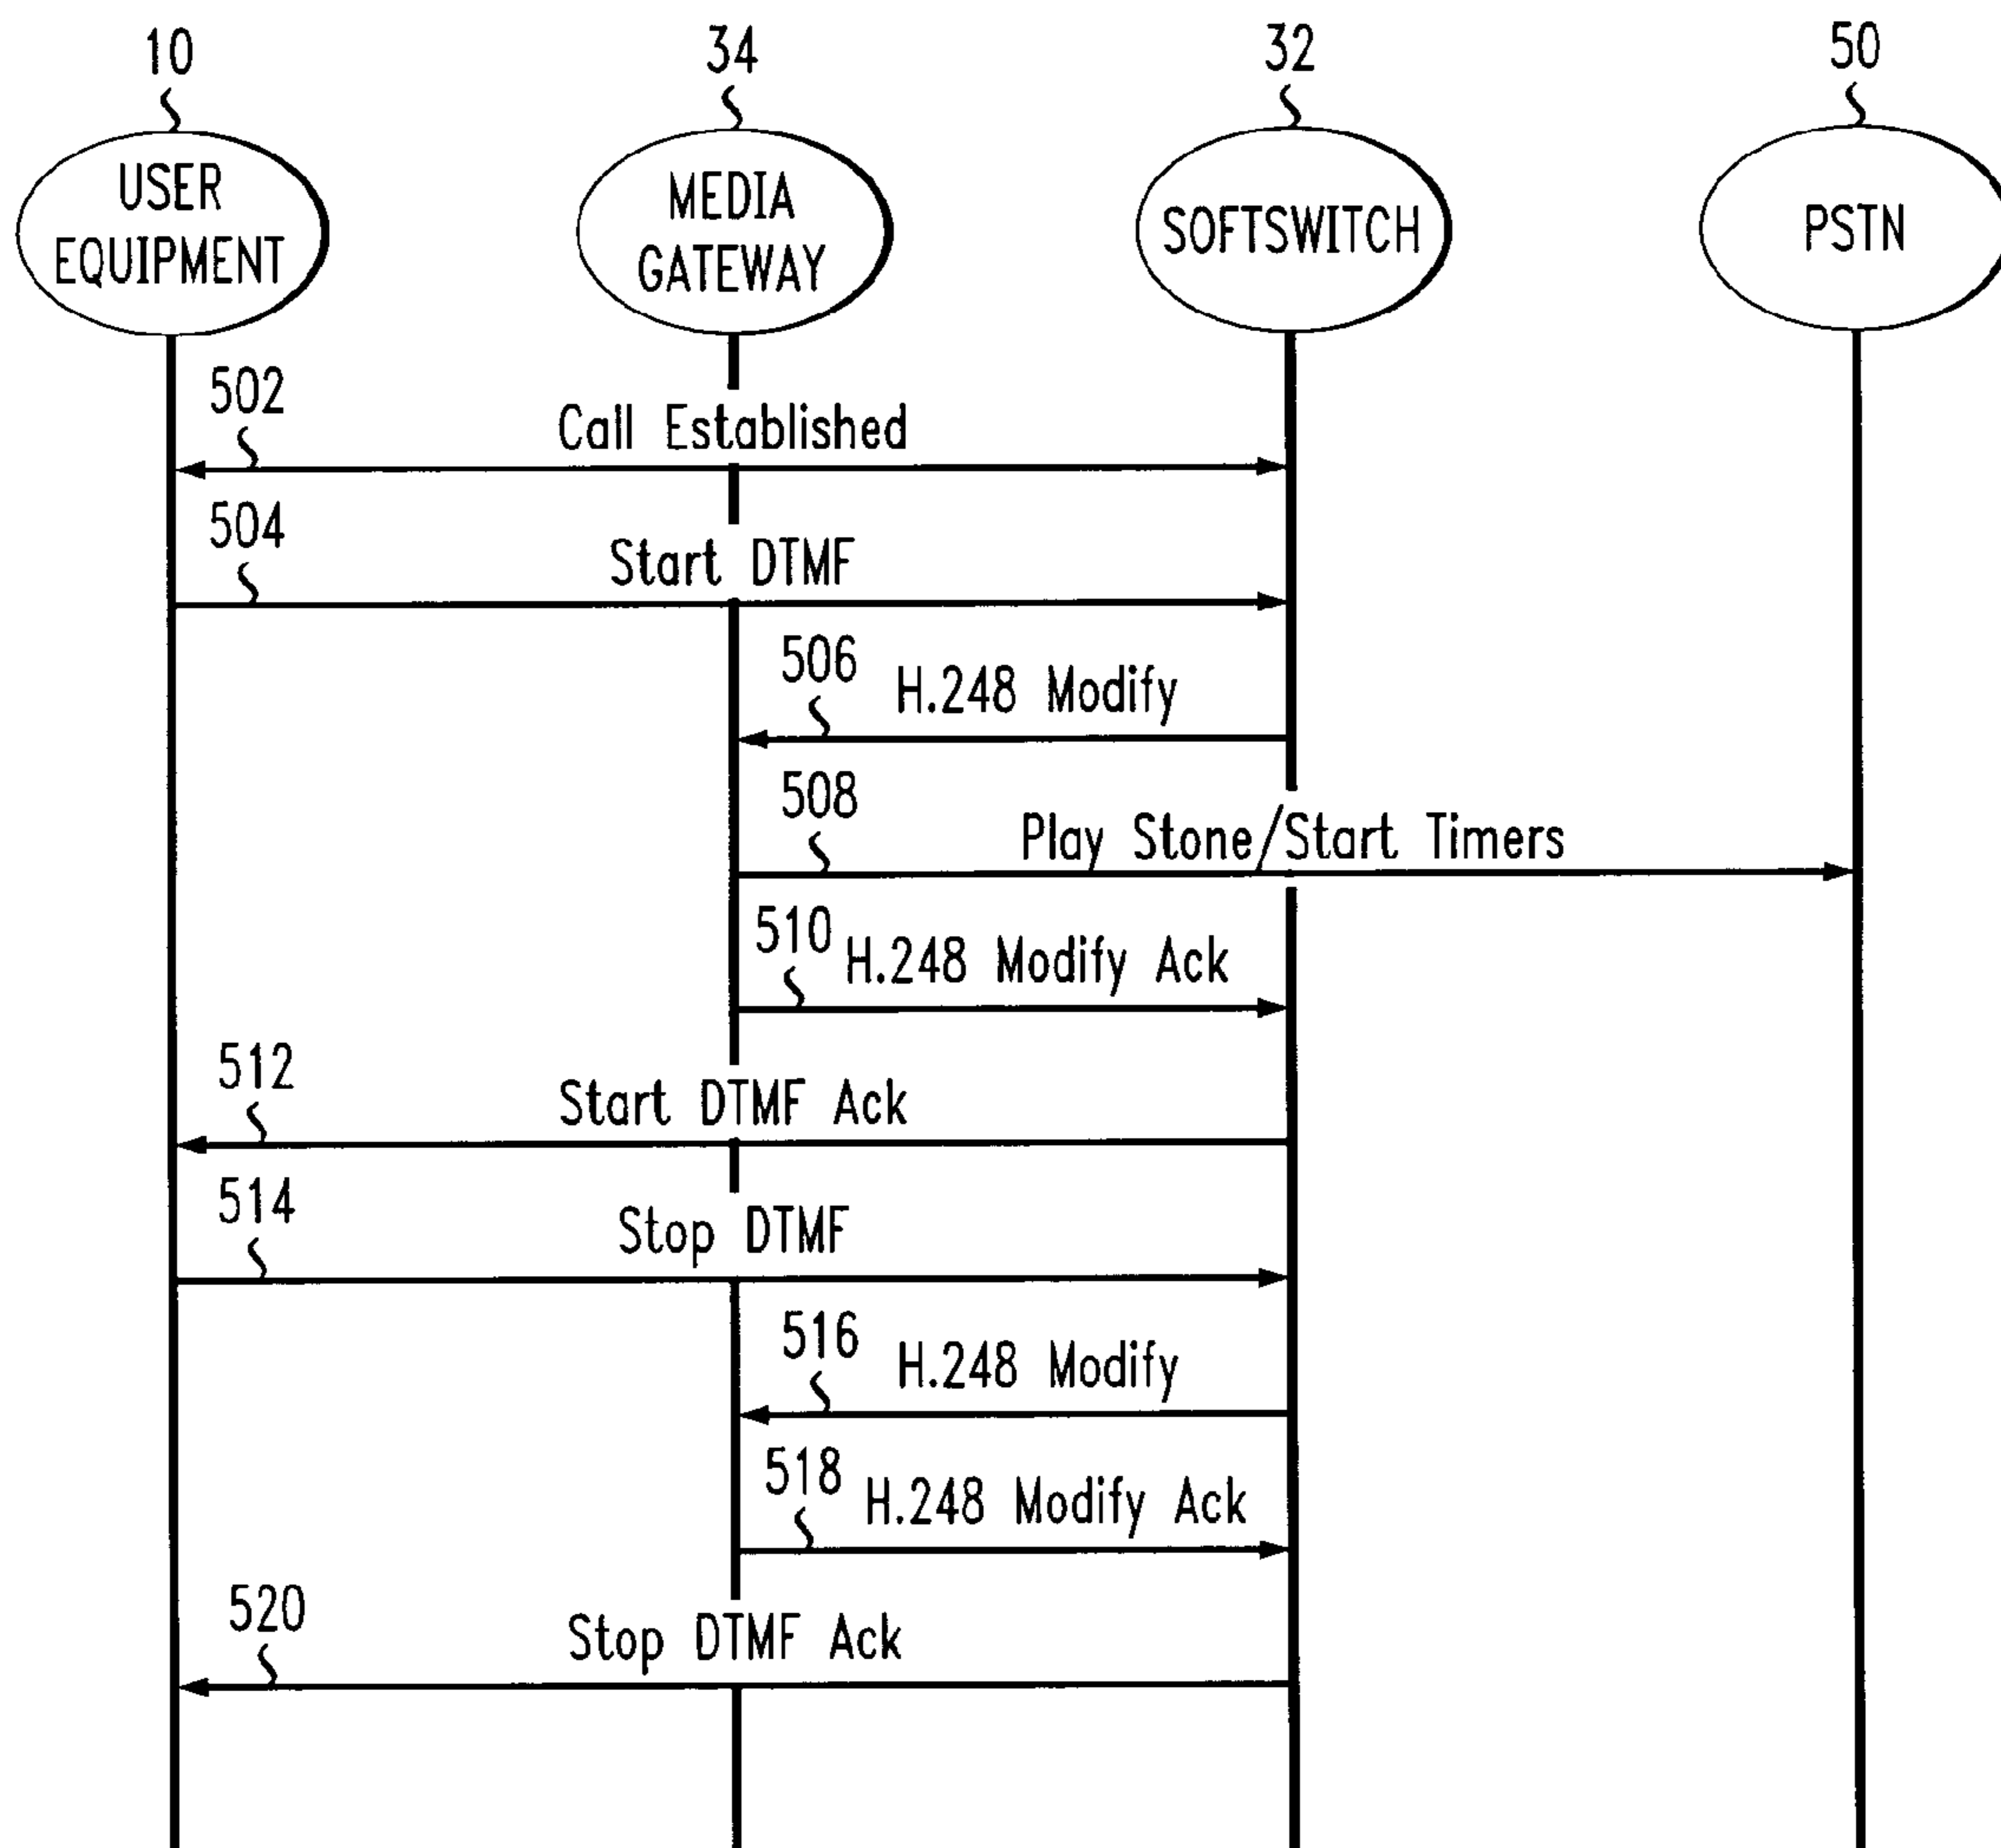 10
34
32
50
USER
EQUIPMENT
MEDIA
GATEWAY
SOFTSWITCH
PSTN
502
Call Established
504
Start DTMF
506
H.248 Modify
508
Play Stone/Start Timers
510
H.248 Modify Ack
512
Start DTMF Ack
514
Stop DTMF
516
H.248 Modify
518
H.248 Modify Ack
520
Stop DTMF Ack